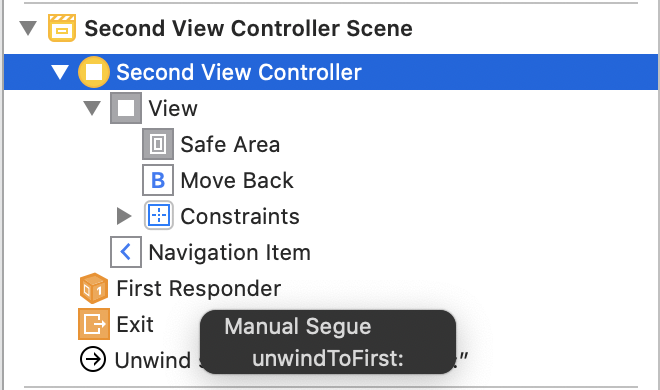 Second View Controller Scene
Second View Controller
View
Safe Area
B Move Back
Constraints
Navigation Item
First Responder
Exit
Manual Segue
unwindToFirst:
Unwind ”